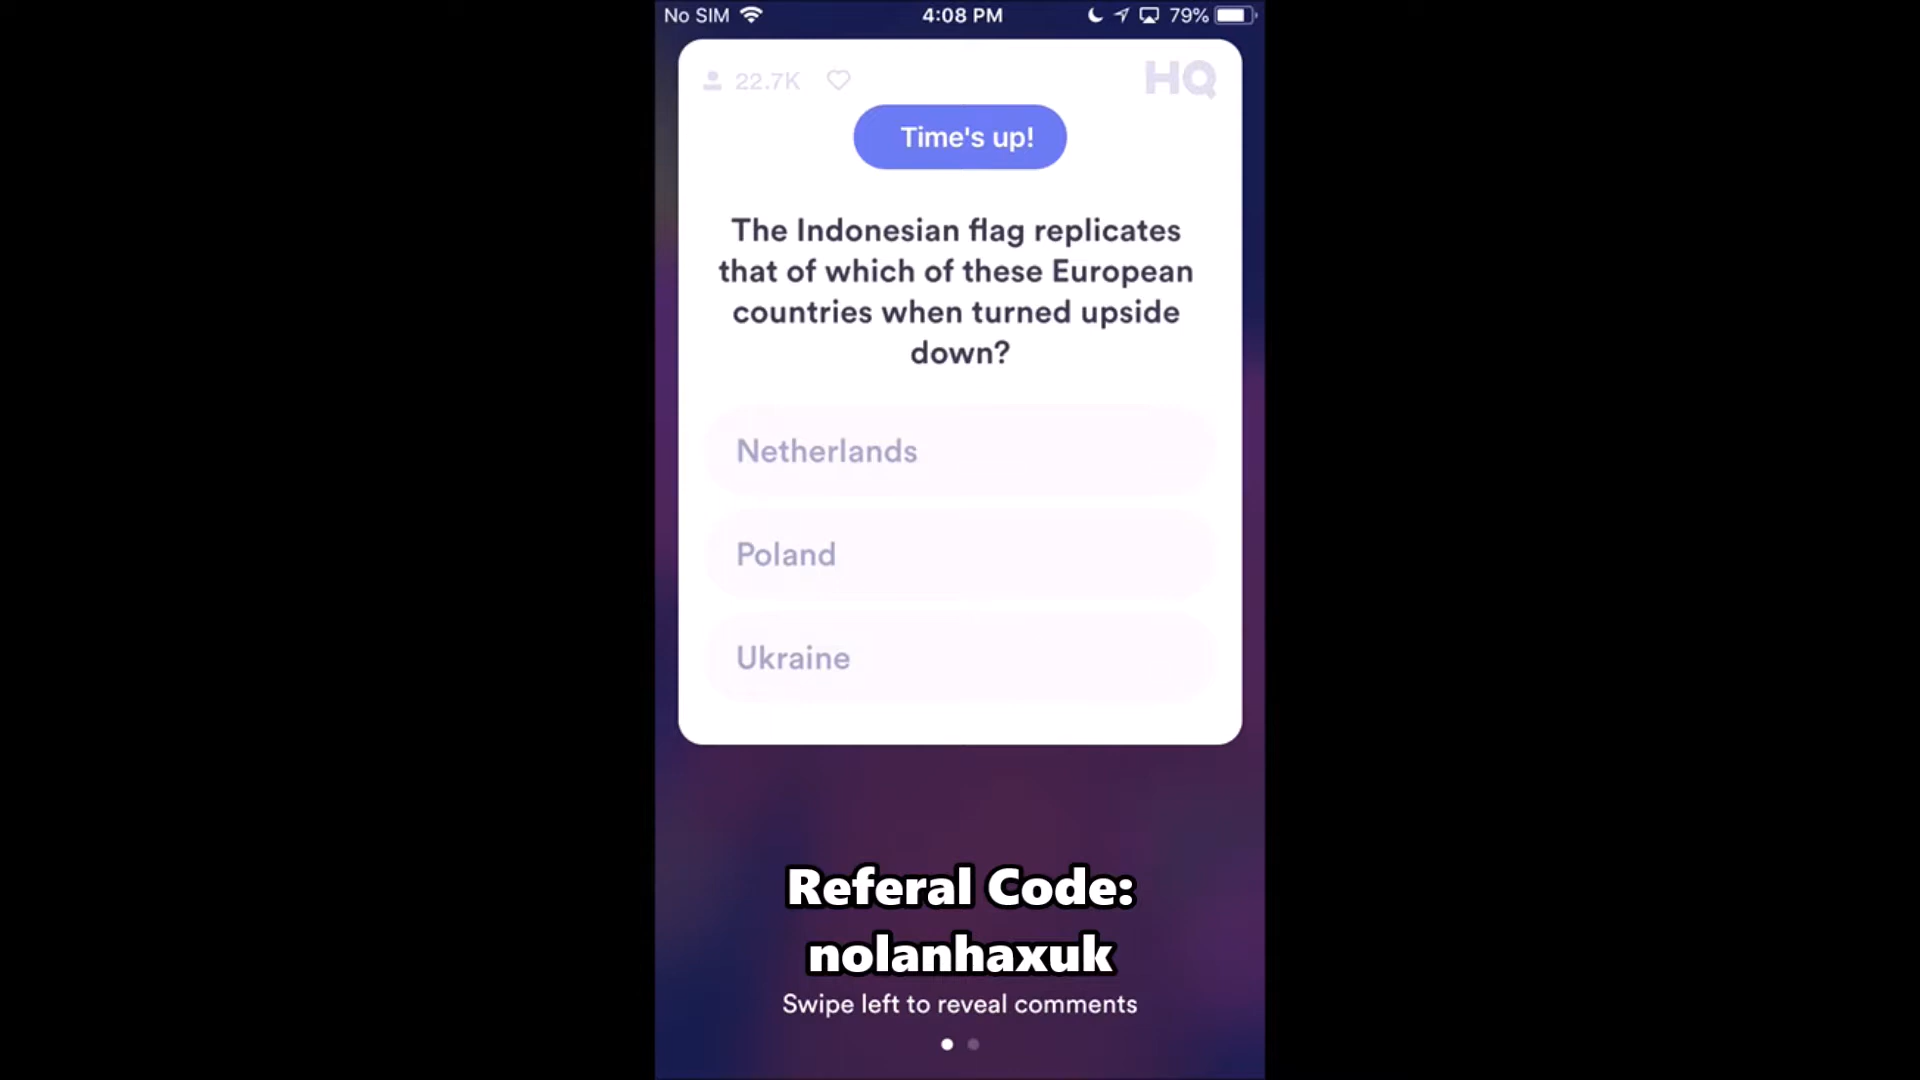 No SIM 4:08 PM 79%
22.7K HQ
Time's up!
The Indonesian flag replicates
that of which of these European
countries when turned upside
down?
Netherlands
Poland
Ukraine
Referal Code:
nolanhaxuk
Swipe left to reveal comments